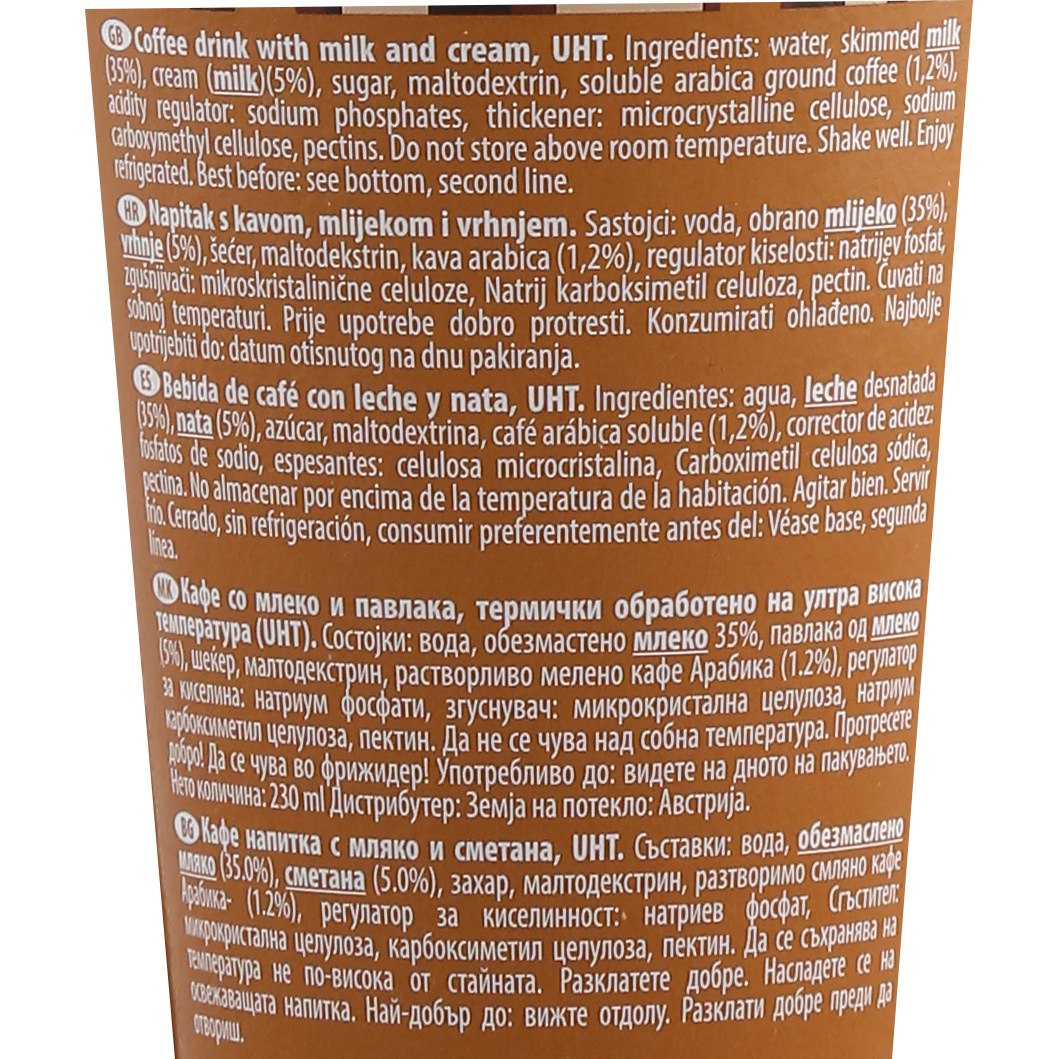 GB Coffee drink with milk and cream, UHT. Ingredients: water, skimmed milk
(35%), cream (milk)(5%), sugar, maltodextrin, soluble arabica ground coffee (1,2%),
acidity regulator: sodium phosphates, thickener: microcrystalline cellulose, sodium
carboxymethyl cellulose, pectins. Do not store above room temperature. Shake well. Enjoy
refrigerated. Best before: see bottom, second line.
HR Napitak s kavom, mlijekom i vrhnjem. Sastojci: voda, obrano mlijeko (35%),
vrhnje (5%), šećer, maltodekstrin, kava arabica (1,2%), regulator kiselosti: natrijev fosfat,
zgušnjivači: mikroskristalinične celuloze, Natrij karboksimetil celuloza, pectin. Čuvati na
sobnoj temperaturi. Prije upotrebe dobro protresti. Konzumirati ohlađeno. Najbolje
upotrijebiti do: datum otisnutog na dnu pakiranja.
ES Bebida de café con leche y nata, UHT. Ingredientes: agua, leche desnatada
(35%), nata (5%), azúcar, maltodextrina, café arábica soluble (1,2%), corrector de acidez:
fosfatos de sodio, espesantes: celulosa microcristalina, Carboximetil celulosa sódica,
pectina. No almacenar por encima de la temperatura de la habitación. Agitar bien. Servir
frío. Cerrado, sin refrigeración, consumir preferentemente antes del: Véase base, segunda
línea.
MK Кафе со млеко и павлака, термички обработено на ултра висока
температура (UHT). Состојки: вода, обезмастено млеко 35%, павлака од млеко
(5%), шеќер, малтодекстрин, растворливо мелено кафе Арабика (1.2%), регулатор
за киселина: натриум фосфати, згуснувач: микрокристална целулоза, натриум
карбоксиметил целулоза, пектин. Да не се чува над собна температура. Протресете
добро! Да се чува во фрижидер! Употребливо до: видете на дното на пакувањето.
Нето количина: 230 ml Дистрибутер: Земја на потекло: Австрија.
BG Кафе напитка с мляко и сметана, UHT. Съставки: вода, обезмаслено
мляко (35.0%), сметана (5.0%), захар, малтодекстрин, разтворимо смляно кафе
Арабика- (1.2%), регулатор за киселинност: натриев фосфат, Сгъстител:
микрокристална целулоза, карбоксиметил целулоза, пектин. Да се съхранява на
температура не по-висока от стайната. Разклатете добре. Насладете се на
освежаващата напитка. Най-добър до: вижте отдолу. Разклати добре преди да
отвориш.